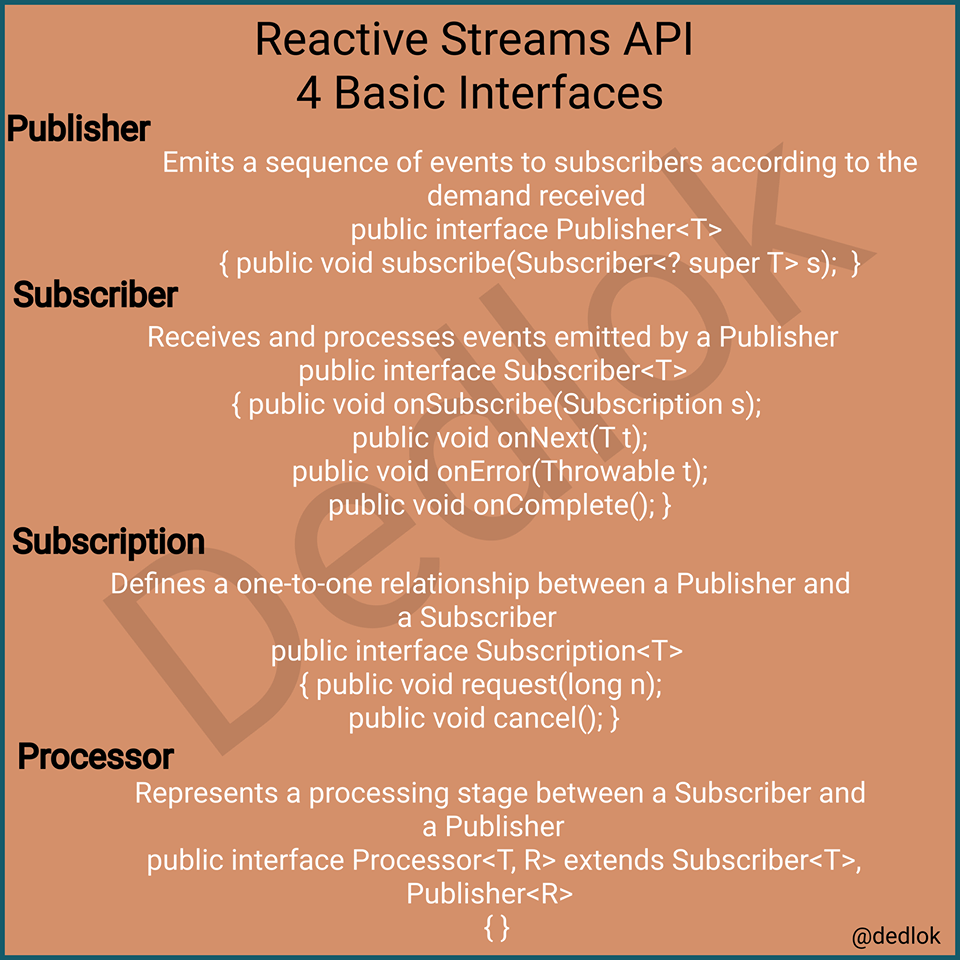 Reactive Streams API
4 Basic Interfaces
Publisher
Emits a sequence of events to subscribers according to the
demand received
public interface Publisher<T>
{ public void subscribe(Subscriber<? super T> s);  }
Subscriber
Receives and processes events emitted by a Publisher
public interface Subscriber<T>
{ public void onSubscribe(Subscription s);
public void onNext(T t);
public void onError(Throwable t);
public void onComplete(); }
Subscription
Defines a one-to-one relationship between a Publisher and
a Subscriber
public interface Subscription<T>
{ public void request(long n);
public void cancel(); }
Processor
Represents a processing stage between a Subscriber and
a Publisher
public interface Processor<T, R> extends Subscriber<T>,
Publisher<R>
{ }
@dedlok
Dedlok